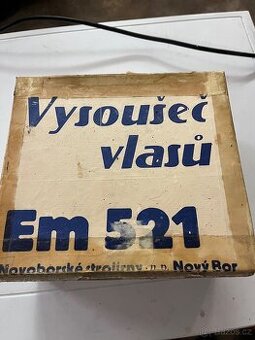 Vysoušeč
vlasů
Em 521
Novoborské strojírny n.p. Nový Bor